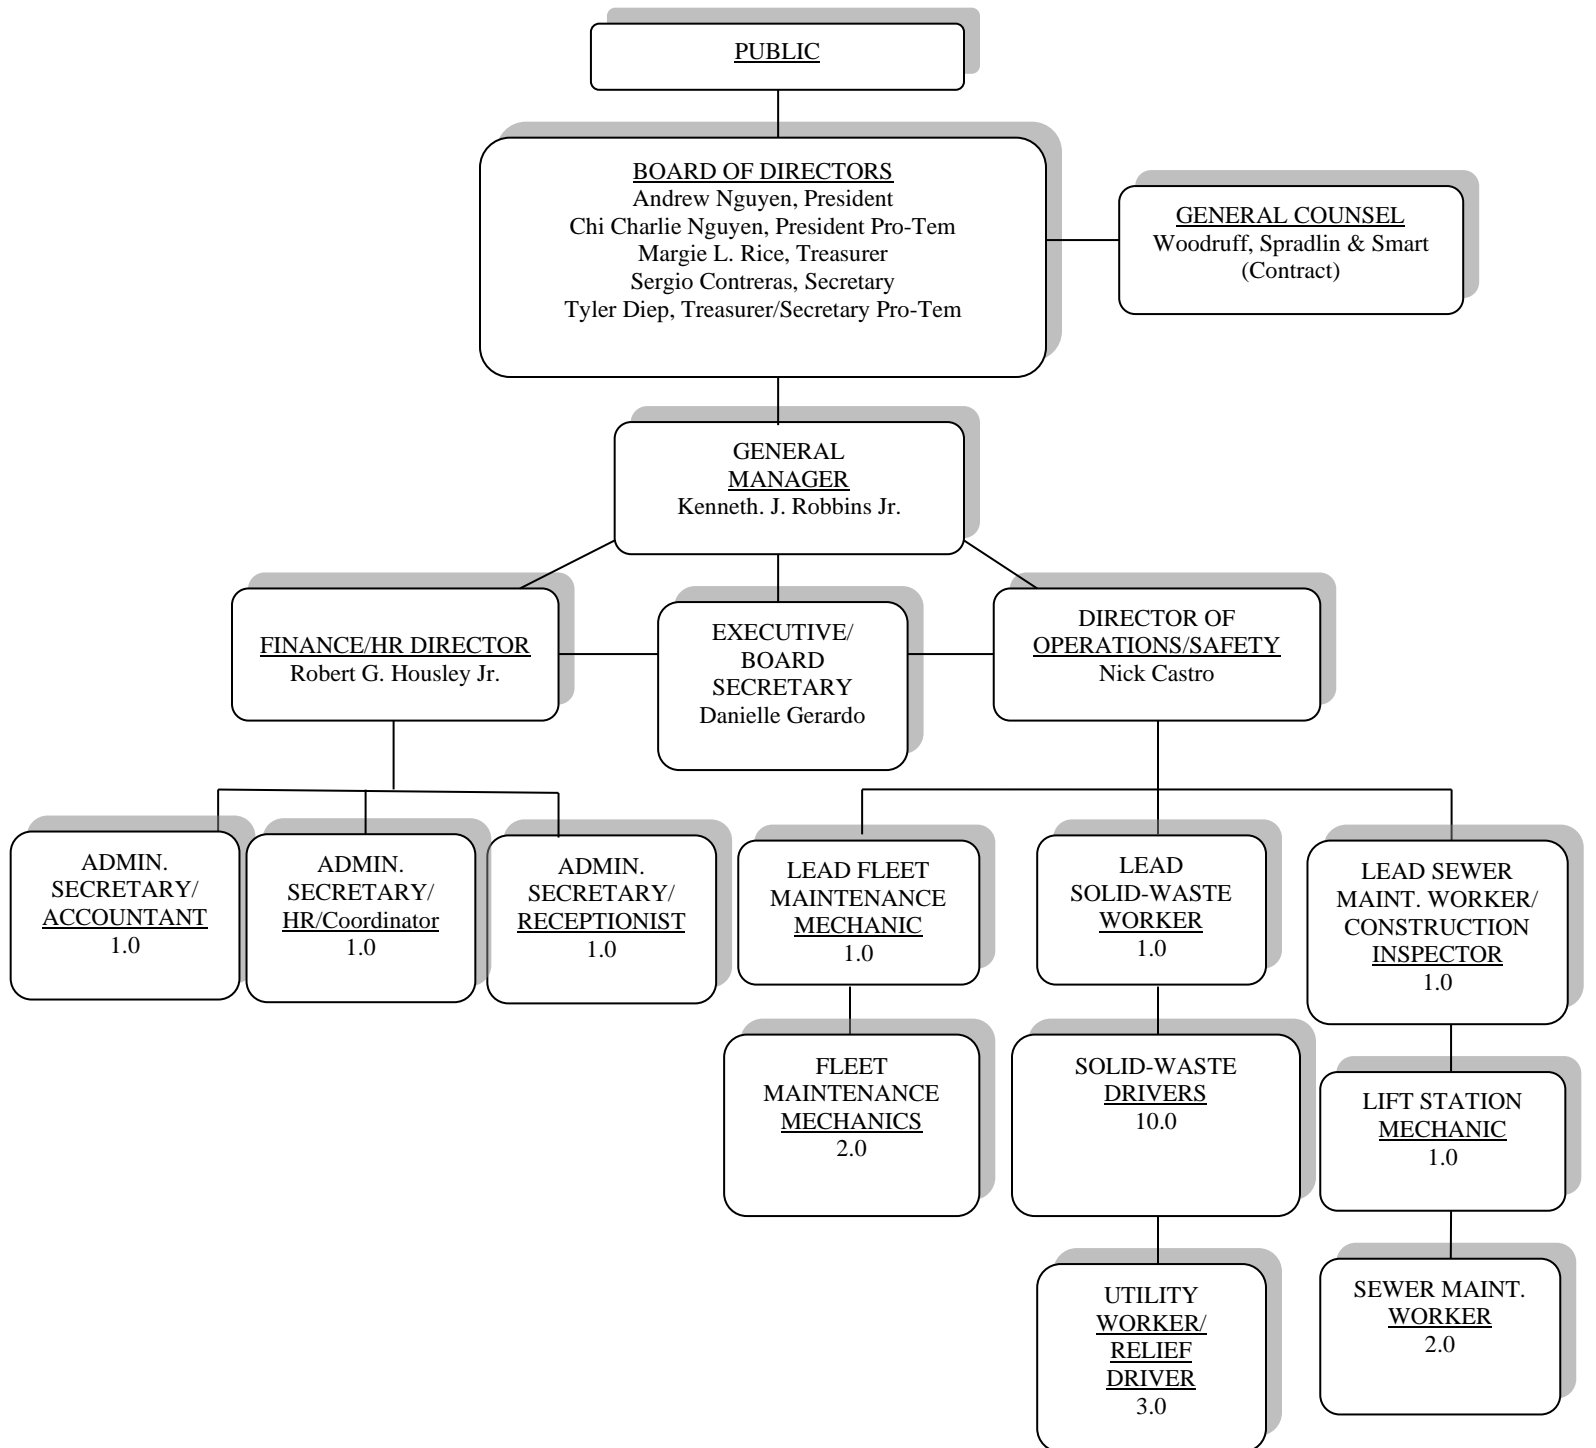 PUBLIC
BOARD OF DIRECTORS
Andrew Nguyen, President
Chi Charlie Nguyen, President Pro-Tem
Margie L. Rice, Treasurer
Sergio Contreras, Secretary
Tyler Diep, Treasurer/Secretary Pro-Tem
GENERAL COUNSEL
Woodruff, Spradlin & Smart
(Contract)
GENERAL
MANAGER
Kenneth. J. Robbins Jr.
FINANCE/HR DIRECTOR
Robert G. Housley Jr.
EXECUTIVE/
BOARD
SECRETARY
Danielle Gerardo
DIRECTOR OF
OPERATIONS/SAFETY
Nick Castro
ADMIN.
SECRETARY/
ACCOUNTANT
1.0
ADMIN.
SECRETARY/
HR/Coordinator
1.0
ADMIN.
SECRETARY/
RECEPTIONIST
1.0
LEAD FLEET
MAINTENANCE
MECHANIC
1.0
LEAD
SOLID-WASTE
WORKER
1.0
LEAD SEWER
MAINT. WORKER/
CONSTRUCTION
INSPECTOR
1.0
FLEET
MAINTENANCE
MECHANICS
2.0
SOLID-WASTE
DRIVERS
10.0
LIFT STATION
MECHANIC
1.0
UTILITY
WORKER/
RELIEF
DRIVER
3.0
SEWER MAINT.
WORKER
2.0